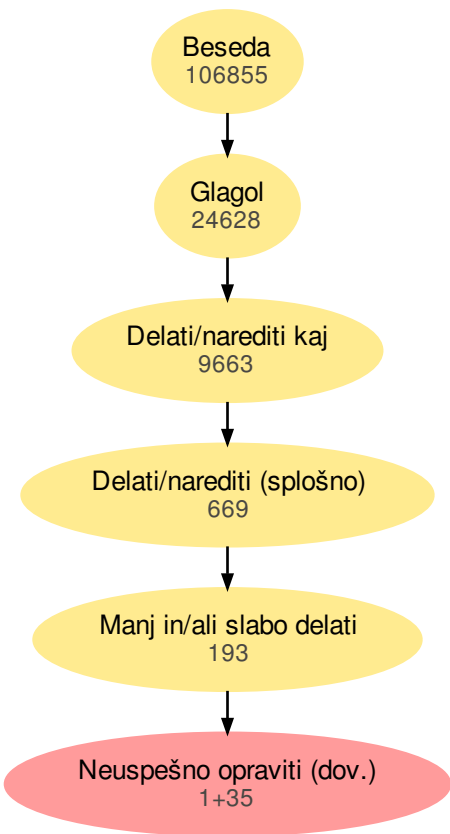 Beseda
106855
Glagol
24628
Delati/narediti kaj
9663
Delati/narediti (splošno)
669
Manj in/ali slabo delati
193
Neuspešno opraviti (dov.)
1+35